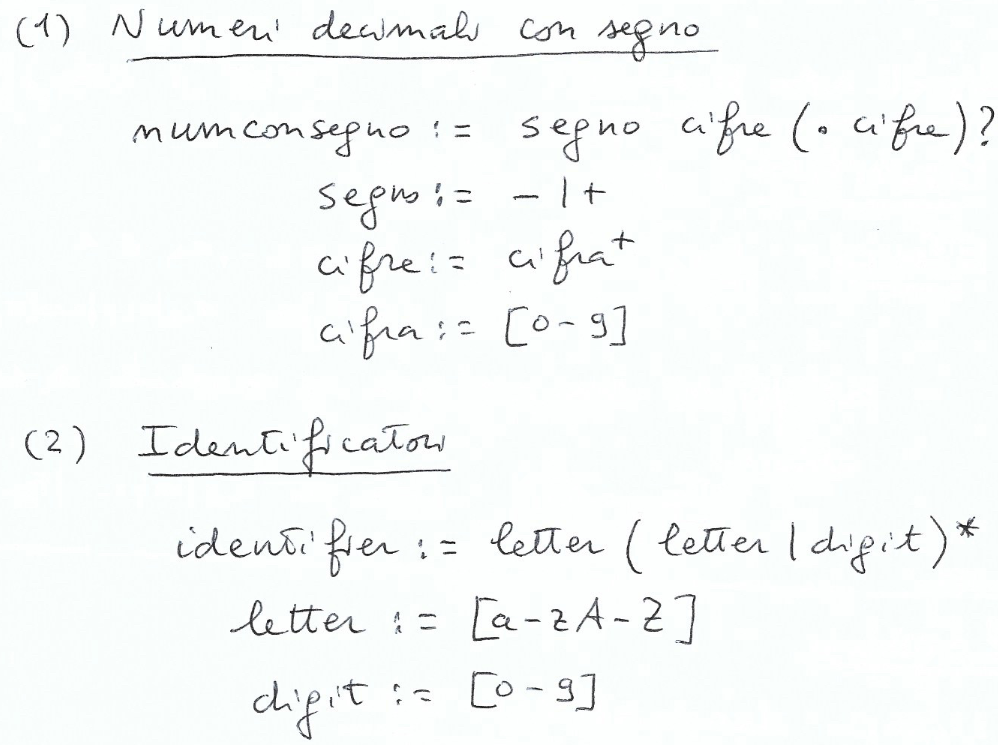 (1) Numeri decimali con segno
numconsegno := segno cifre (. cifre)?
segno := - | +
cifre := cifra+
cifra := [0-9]
(2) Identificatori
identifier := letter (letter | digit)*
letter := [a-zA-Z]
digit := [0-9]